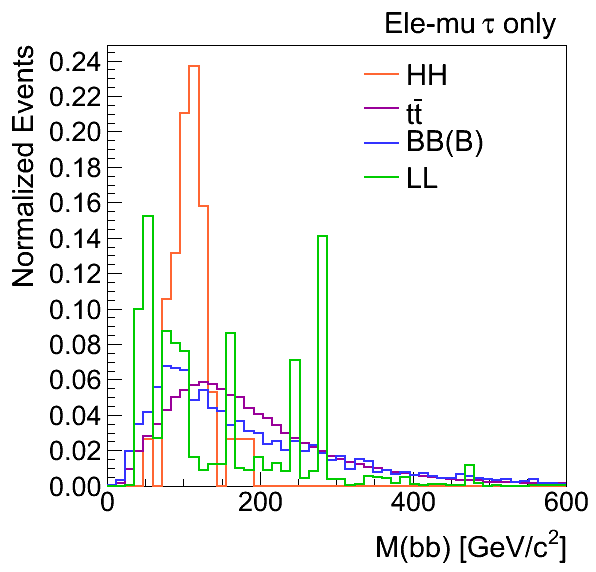 Ele-mu τ only
Normalized Events
0.24
0.22
0.20
0.18
0.16
0.14
0.12
0.10
0.08
0.06
0.04
0.02
0.00
HH
tt̄
BB(B)
LL
0 200 400 600
M(bb) [GeV/c²]